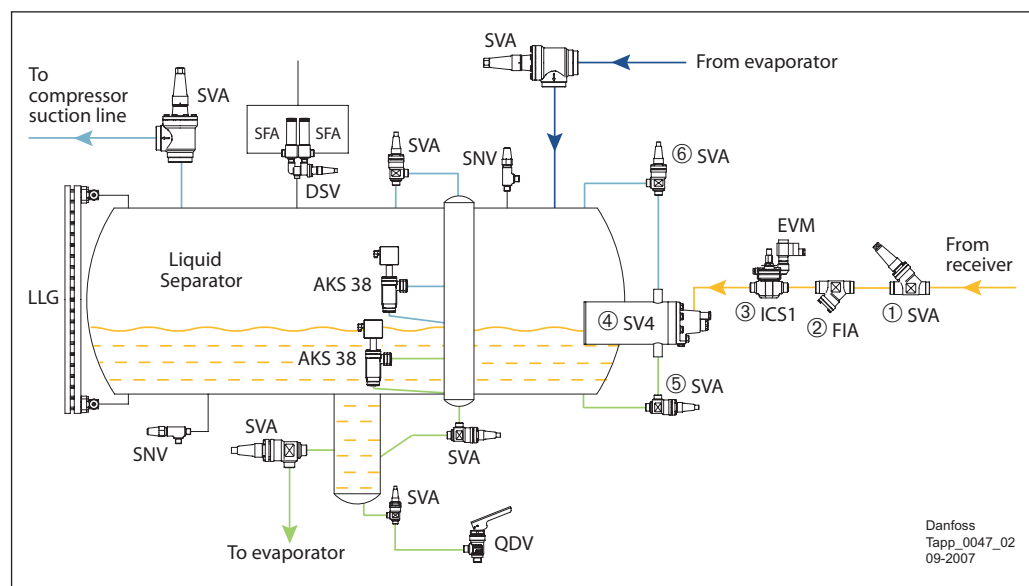 SVA
From evaporator
To
compressor
suction line
SVA
SFA
SFA
DSV
SVA
SNV
⑥ SVA
EVM
From
receiver
Liquid
Separator
LLG
AKS 38
④ SV4
③ ICS1
② FIA
① SVA
AKS 38
⑤ SVA
SNV
SVA
SVA
SVA
To evaporator
QDV
Danfoss
Tapp_0047_02
09-2007